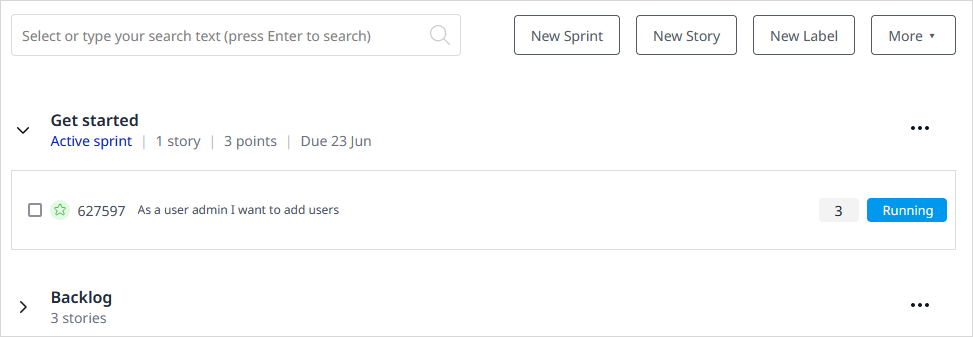 Select or type your search text (press Enter to search)
New Sprint
New Story
New Label
More
Get started
Active sprint | 1 story | 3 points | Due 23 Jun
627597 As a user admin I want to add users 3 Running
Backlog
3 stories